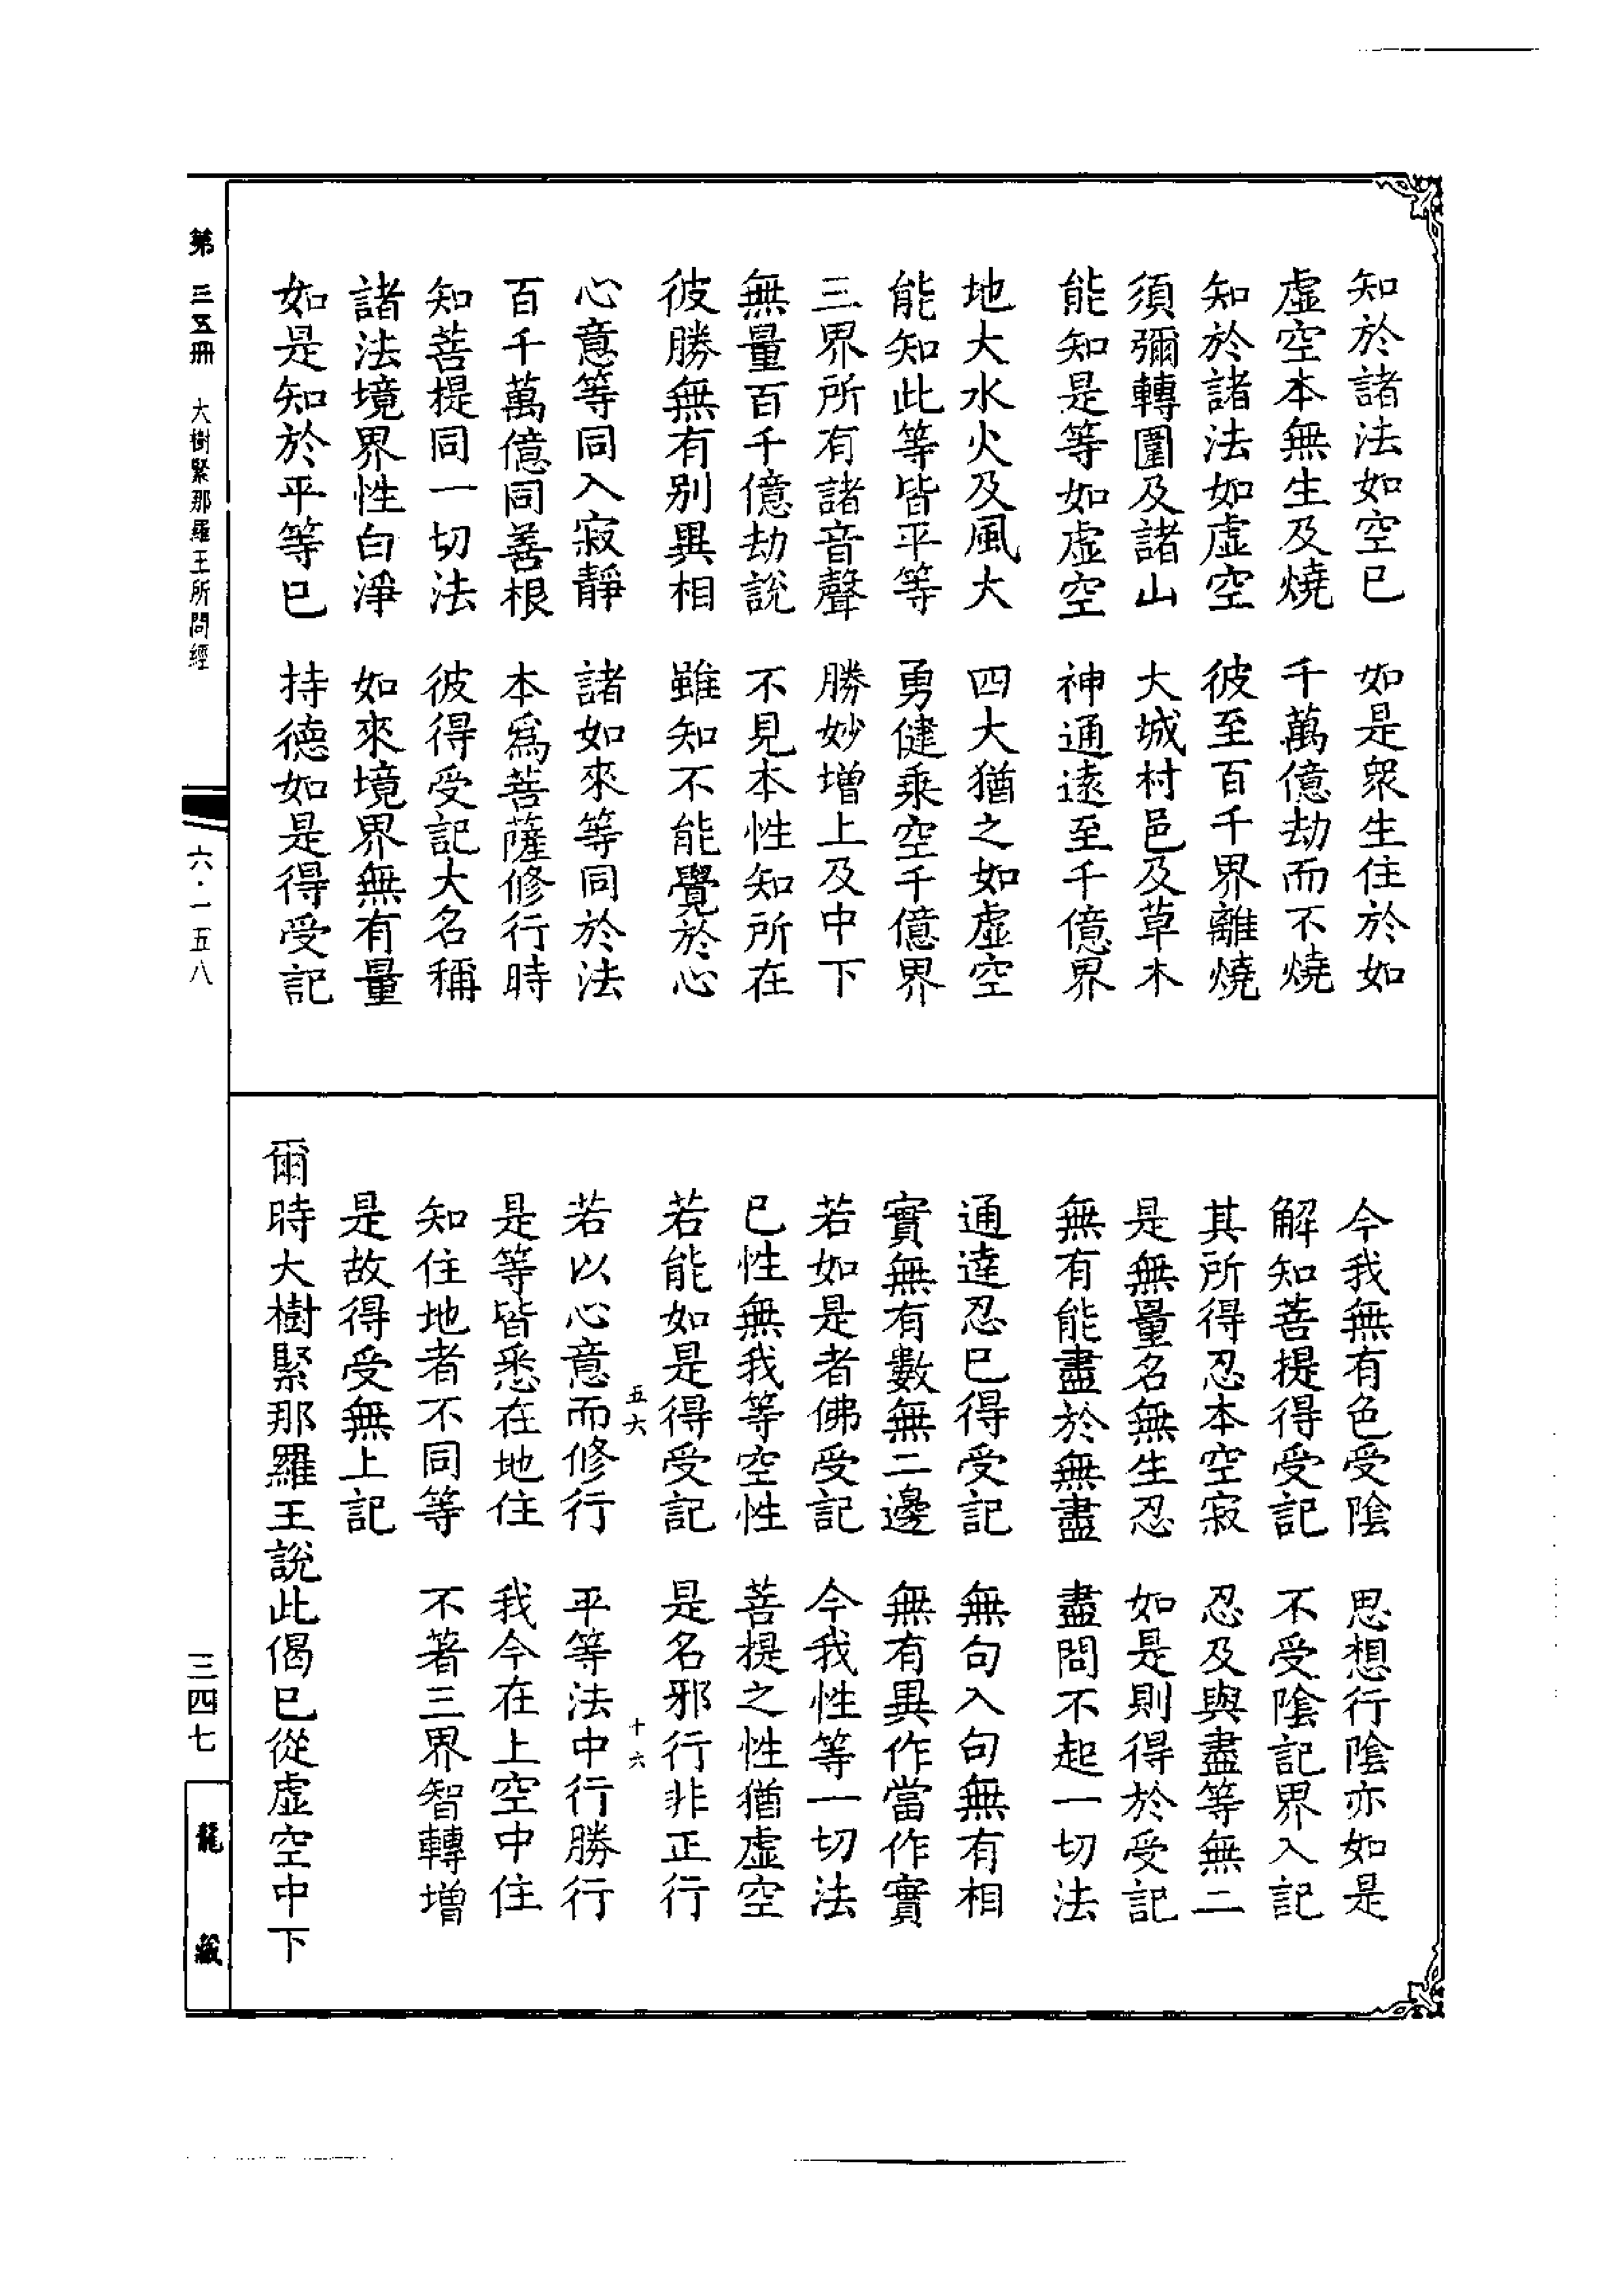 知於諸法如空已　如是衆生住於如
虛空本無生及燒　千萬億劫而不燒
知於諸法如虛空　彼至百千界離燒
須彌轉圍及諸山　大城村邑及草木
能知是等如虛空　神通遠至千億界
地大水火及風大　四大猶之如虛空
能知此等皆平等　勇健乘空千億界
三界所有諸音聲　勝妙增上及中下
無量百千億劫說　不見本性知所在
彼勝無有别異相　雖知不能覺於心
心意等同入寂靜　諸如來等同於法
百千萬億同善根　本爲菩薩修行時
知菩提同一切法　彼得受記大名稱
諸法境界性白淨　如來境界無有量
如是知於平等已　持德如是得受記
今我無有色受陰　思想行陰亦如是
解知菩提得受記　不受陰記界入記
其所得忍本空寂　忍及與盡等無二
是無量名無生忍　如是則得於受記
無有能盡於無盡　盡問不起一切法
通達忍已得受記　無句入句無有相
實無有數無二邊　無有異作當作實
若如是者佛受記　今我性等一切法
已性無我等空性　菩提之性猶虛空
若能如是得受記　是名邪行非正行
五六　十六
若以心意而修行　平等法中行勝行
是等皆悉在地住　我今在上空中住
知住地者不同等　不著三界智轉增
是故得受無上記
爾時大樹緊那羅王說此偈已從虛空中下
第三五冊　大樹緊那羅王所問經　六·一五八　三四七　龍藏